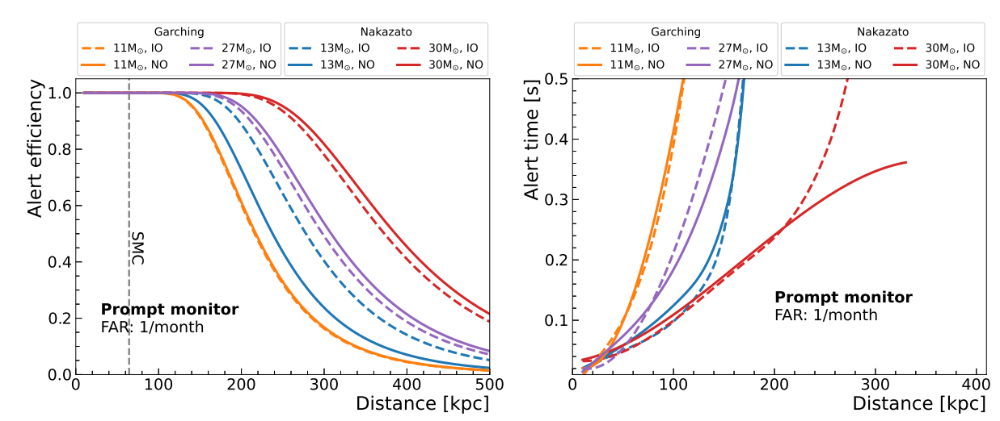 Garching
Nakazato
11M⊙, IO
27M⊙, IO
13M⊙, IO
30M⊙, IO
11M⊙, NO
27M⊙, NO
13M⊙, NO
30M⊙, NO
Alert efficiency
1.0
0.8
0.6
0.4
0.2
0.0
SMC
Prompt monitor
FAR: 1/month
0
100
200
300
400
500
Distance [kpc]
Garching
Nakazato
11M⊙, IO
27M⊙, IO
13M⊙, IO
30M⊙, IO
11M⊙, NO
27M⊙, NO
13M⊙, NO
30M⊙, NO
Alert time [s]
0.5
0.4
0.3
0.2
0.1
Prompt monitor
FAR: 1/month
0
100
200
300
400
Distance [kpc]